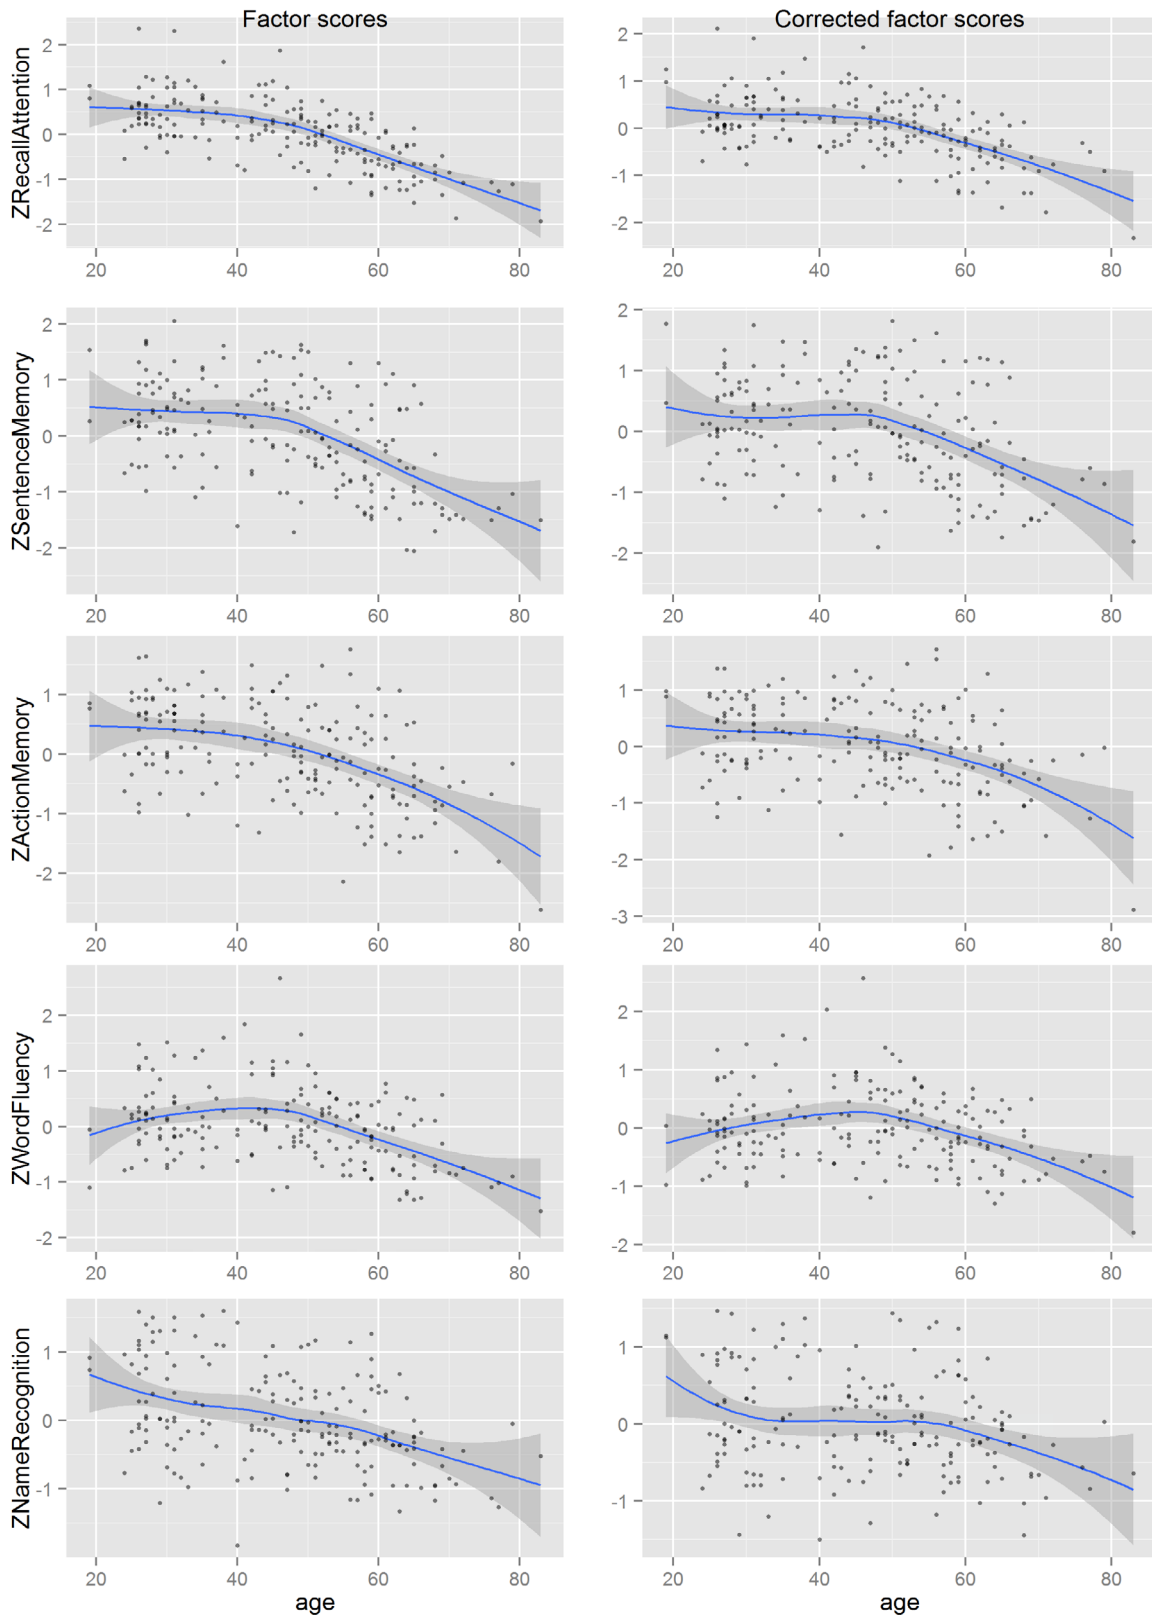 Factor scores Corrected factor scores
ZRecallAttention
2 1 0 -1 -2
2 1 0 -1 -2
20 40 60 80
20 40 60 80
ZSentenceMemory
2 1 0 -1 -2
2 1 0 -1 -2
20 40 60 80
20 40 60 80
ZActionMemory
1 0 -1 -2
1 0 -1 -2 -3
20 40 60 80
20 40 60 80
ZWordFluency
2 1 0 -1 -2
2 1 0 -1 -2
20 40 60 80
20 40 60 80
ZNameRecognition
1 0 -1
1 0 -1
20 40 60 80
20 40 60 80
age age